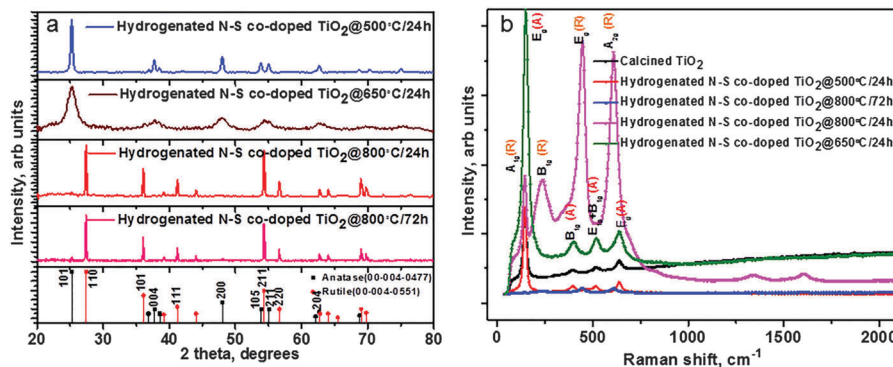 a
Hydrogenated N-S co-doped TiO₂@500°C/24h
Hydrogenated N-S co-doped TiO₂@650°C/24h
Hydrogenated N-S co-doped TiO₂@800°C/24h
Hydrogenated N-S co-doped TiO₂@800°C/72h
Intensity, arb units
101
110
101
004
111
200
105
211
211
220
204
Anatase(00-004-0477)
Rutile(00-004-0551)
20 30 40 50 60 70 80
2 theta, degrees
b
Eg(A)
Eg(R)
A2g(R)
Calcined TiO₂
Hydrogenated N-S co-doped TiO₂@500°C/24h
Hydrogenated N-S co-doped TiO₂@800°C/72h
Hydrogenated N-S co-doped TiO₂@800°C/24h
Hydrogenated N-S co-doped TiO₂@650°C/24h
A1g(R)
B1g(R)
B1g(A)
E1g+B1g(A)
Eg(A)
Intensity, arb units
0 500 1000 1500 2000
Raman shift, cm⁻¹